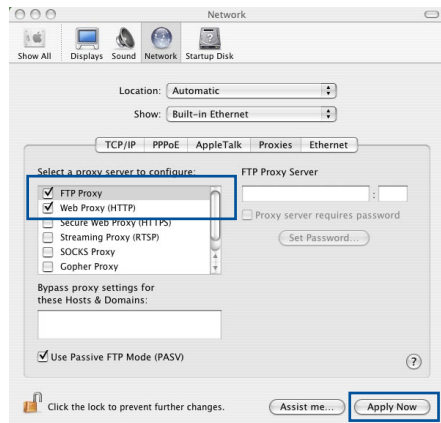 Network
Show All Displays Sound Network Startup Disk
Location: Automatic
Show: Built-in Ethernet
TCP/IP PPPoE AppleTalk Proxies Ethernet
Select a proxy server to configure: FTP Proxy Server
FTP Proxy
:
Web Proxy (HTTP)
Proxy server requires password
Secure Web Proxy (HTTPS)
Streaming Proxy (RTSP)
Set Password...
SOCKS Proxy
Gopher Proxy
Bypass proxy settings for
these Hosts & Domains:
Use Passive FTP Mode (PASV)
?
Click the lock to prevent further changes. Assist me... Apply Now